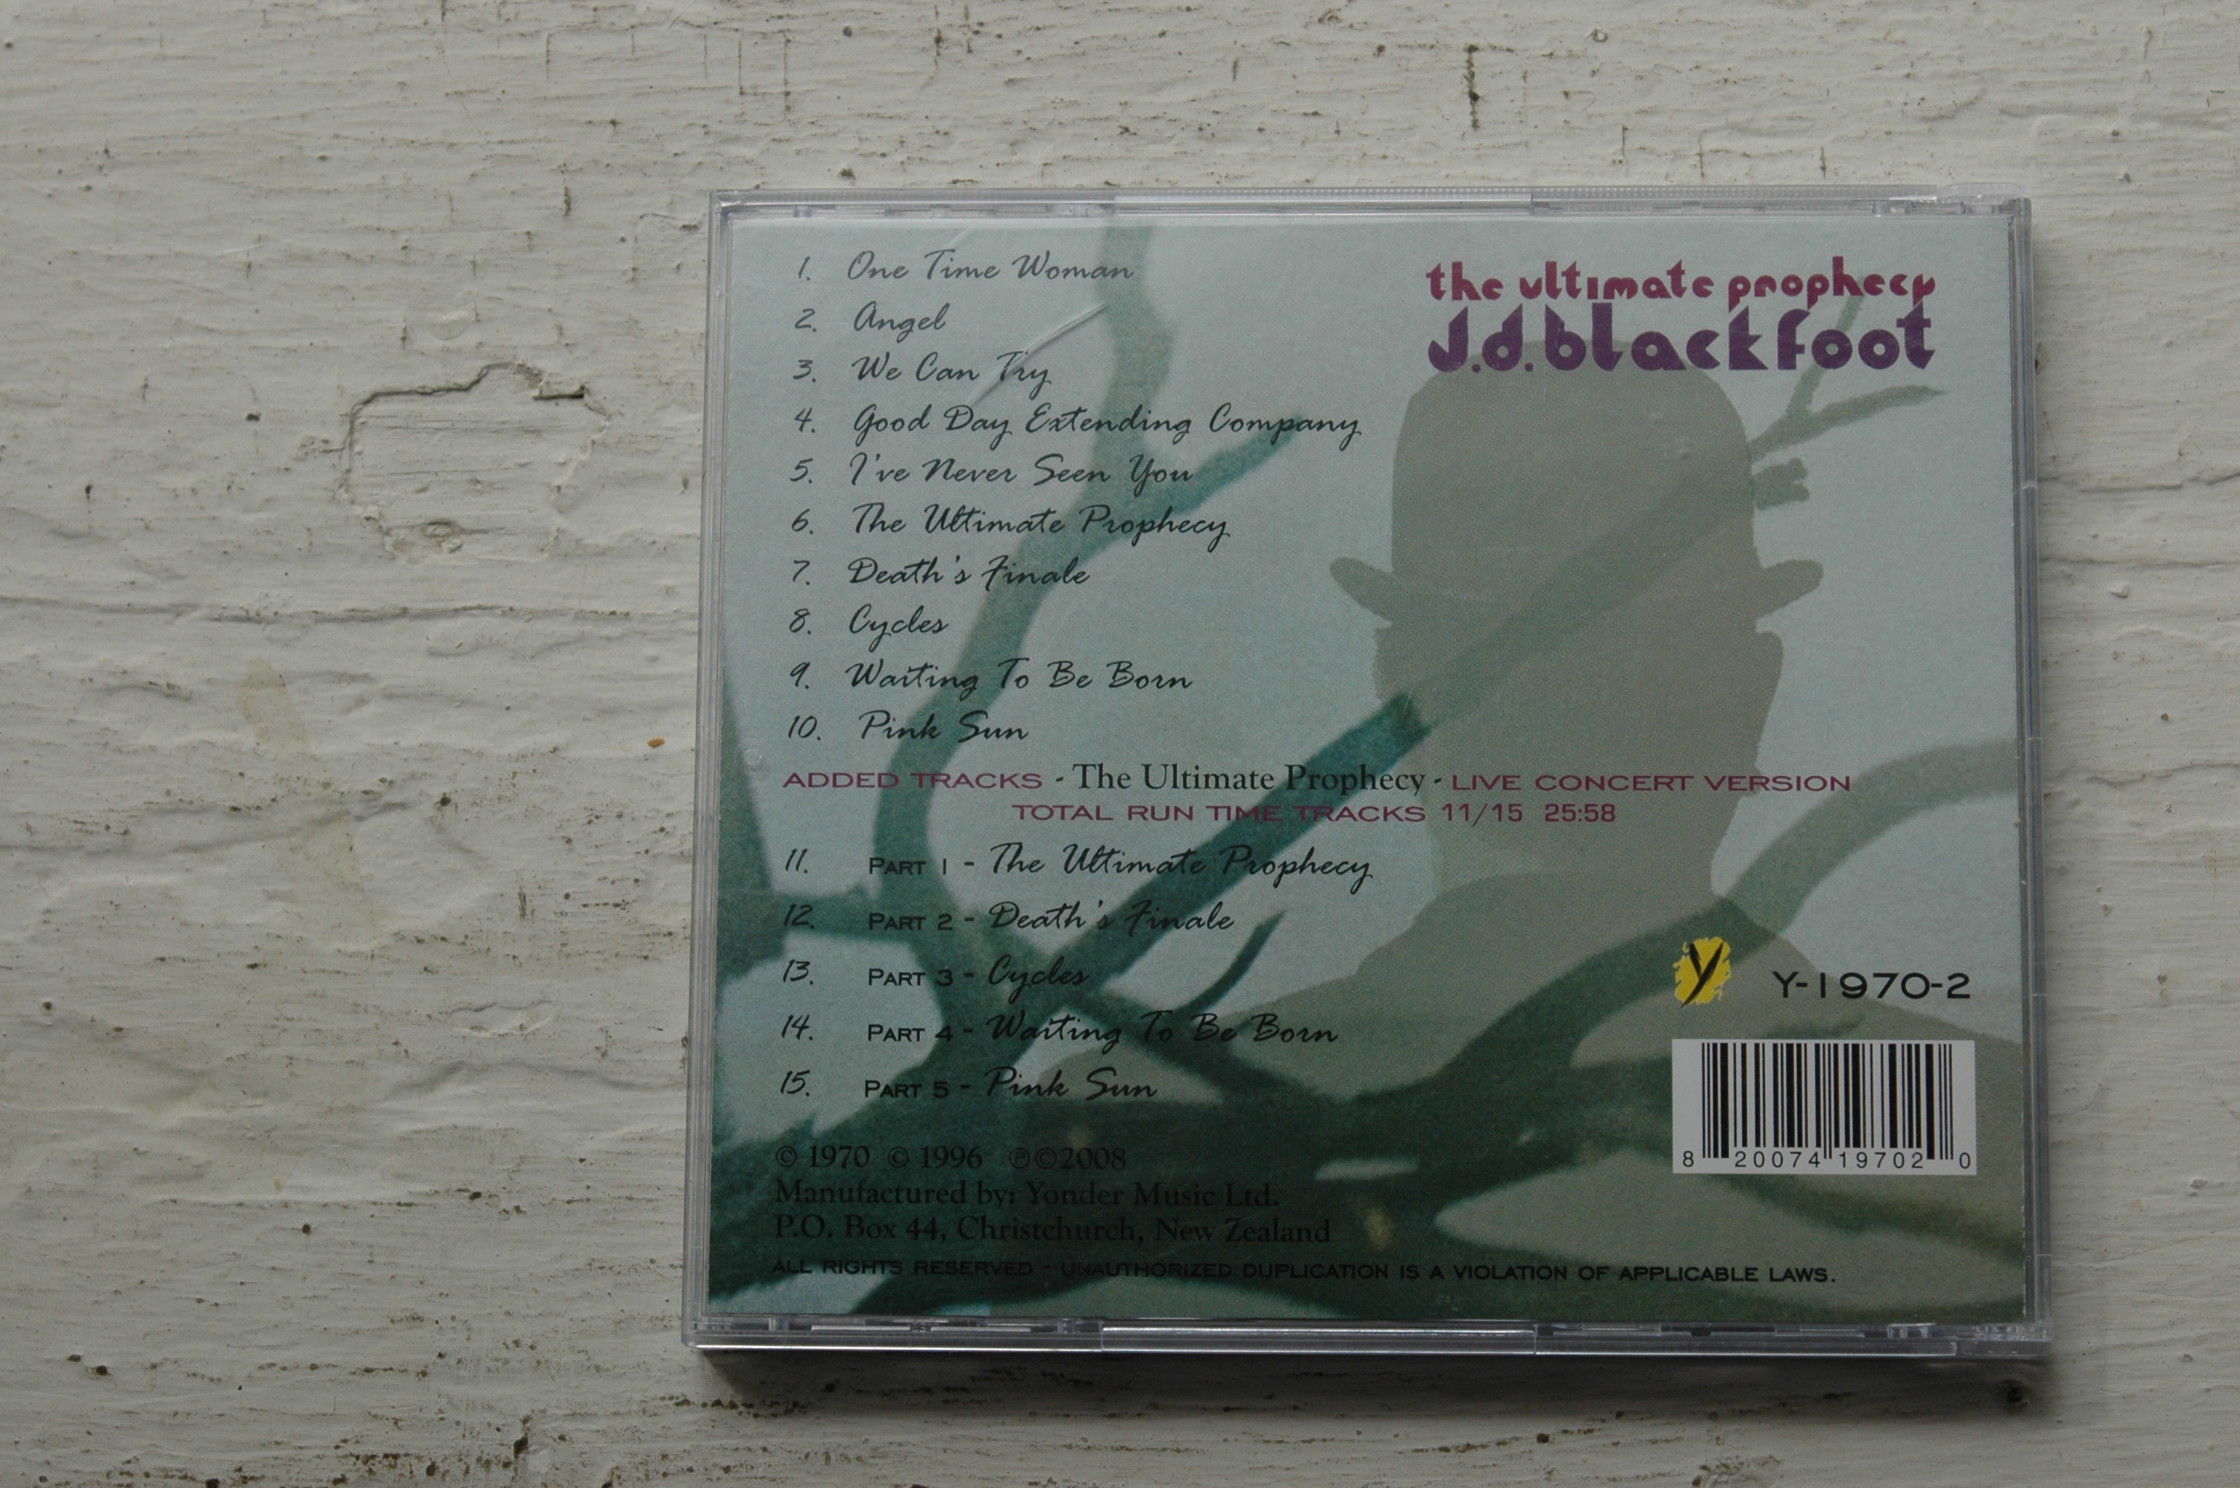 the ultimate prophecy
J.d. blackfoot
1. One Time Woman
2. Angel
3. We Can Try
4. Good Day Extending Company
5. I've Never Seen You
6. The Ultimate Prophecy
7. Death's Finale
8. Cycles
9. Waiting To Be Born
10. Pink Sun
ADDED TRACKS - The Ultimate Prophecy - LIVE CONCERT VERSION
TOTAL RUN TIME TRACKS 11/15 25:58
11. PART 1 - The Ultimate Prophecy
12. PART 2 - Death's Finale
13. PART 3 - Cycles
14. PART 4 - Waiting To Be Born
15. PART 5 - Pink Sun
y Y-1970-2
8 20074 19702 0
© 1970 © 1996 ℗©2008
Manufactured by: Yonder Music Ltd.
P.O. Box 44, Christchurch, New Zealand
ALL RIGHTS RESERVED - UNAUTHORIZED DUPLICATION IS A VIOLATION OF APPLICABLE LAWS.